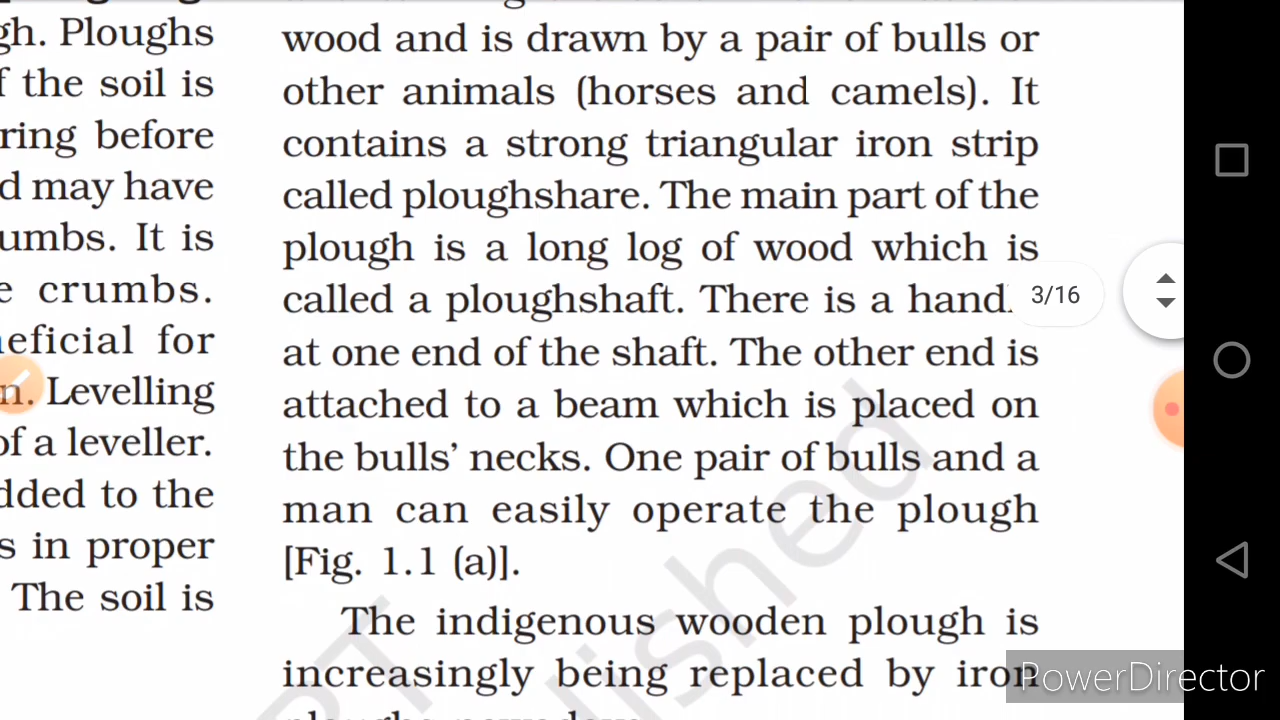 gh. Ploughs
f the soil is
ring before
d may have
umbs. It is
e crumbs.
eficial for
n. Levelling
of a leveller.
dded to the
s in proper
The soil is
wood and is drawn by a pair of bulls or
other animals (horses and camels). It
contains a strong triangular iron strip
called ploughshare. The main part of the
plough is a long log of wood which is
called a ploughshaft. There is a handl
at one end of the shaft. The other end is
attached to a beam which is placed on
the bulls’ necks. One pair of bulls and a
man can easily operate the plough
[Fig. 1.1 (a)].
The indigenous wooden plough is
increasingly being replaced by iron
3/16
PowerDirector